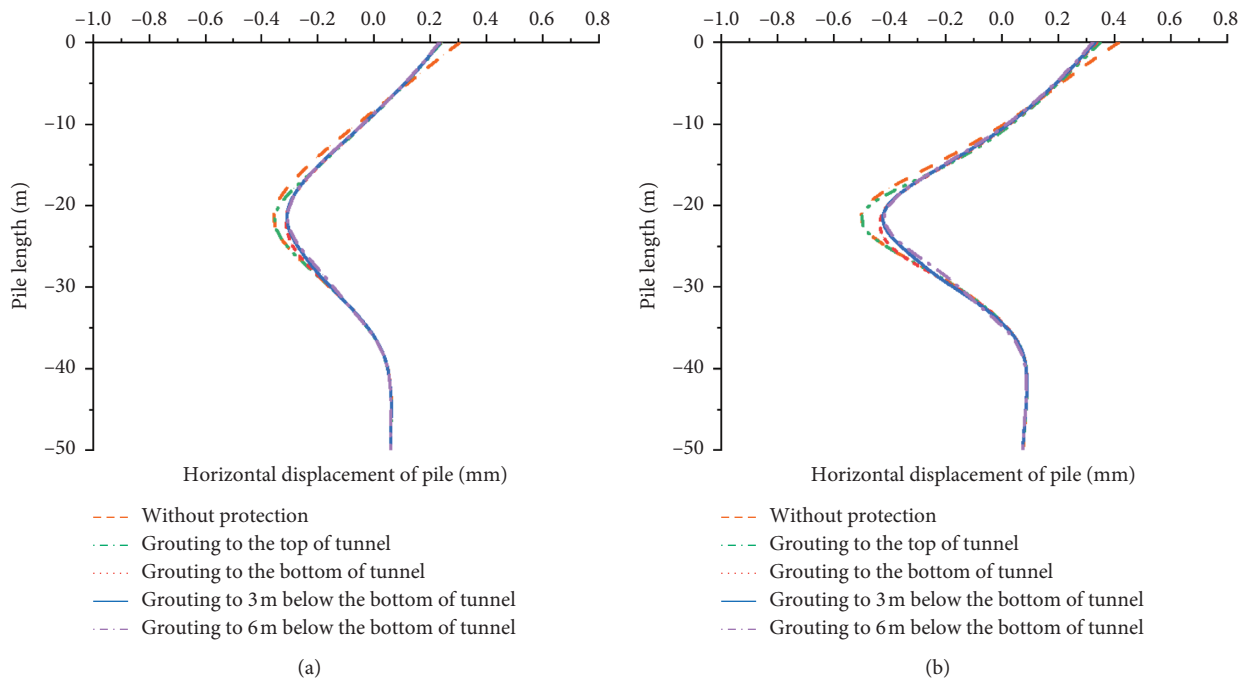 −1.0 −0.8 −0.6 −0.4 −0.2 0.0 0.2 0.4 0.6 0.8
0
−10
−20
−30
−40
−50
Pile length (m)
Horizontal displacement of pile (mm)
Without protection
Grouting to the top of tunnel
Grouting to the bottom of tunnel
Grouting to 3 m below the bottom of tunnel
Grouting to 6 m below the bottom of tunnel
(a)
−1.0 −0.8 −0.6 −0.4 −0.2 0.0 0.2 0.4 0.6 0.8
0
−10
−20
−30
−40
−50
Pile length (m)
Horizontal displacement of pile (mm)
Without protection
Grouting to the top of tunnel
Grouting to the bottom of tunnel
Grouting to 3 m below the bottom of tunnel
Grouting to 6 m below the bottom of tunnel
(b)